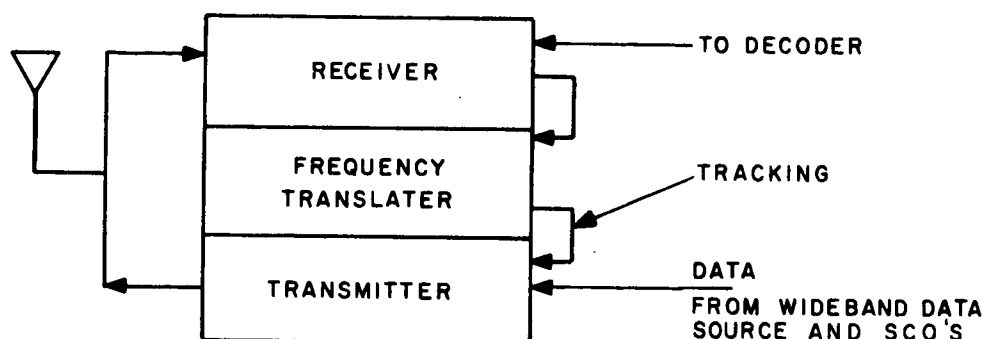 TO DECODER
RECEIVER
FREQUENCY
TRANSLATER
TRACKING
TRANSMITTER
DATA
FROM WIDEBAND DATA
SOURCE AND SCO'S